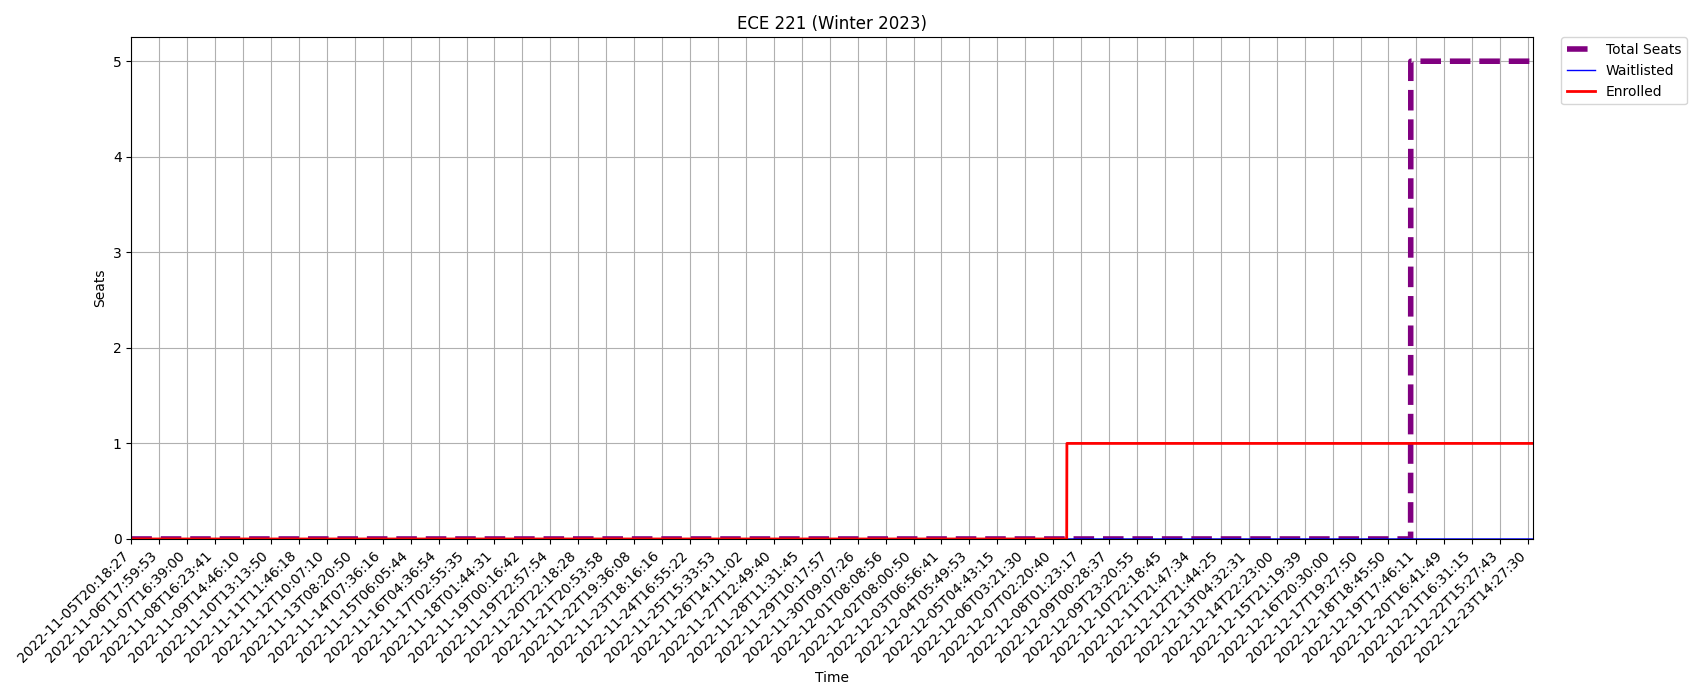 ECE 221 (Winter 2023)
Total Seats
Waitlisted
Enrolled
5
4
3
2
1
0
Seats
2022-11-05T20:18:27
2022-11-06T17:59:53
2022-11-07T16:39:00
2022-11-08T16:23:41
2022-11-09T14:46:10
2022-11-10T13:13:50
2022-11-11T11:46:18
2022-11-12T10:07:10
2022-11-13T08:20:50
2022-11-14T07:36:16
2022-11-15T06:05:44
2022-11-16T04:36:54
2022-11-17T02:55:35
2022-11-18T01:44:31
2022-11-19T00:16:42
2022-11-19T22:57:54
2022-11-20T22:18:28
2022-11-21T20:53:58
2022-11-22T19:36:08
2022-11-23T18:16:16
2022-11-24T16:55:22
2022-11-25T15:33:53
2022-11-26T14:11:02
2022-11-27T12:49:40
2022-11-28T11:31:45
2022-11-29T10:17:57
2022-11-30T09:07:26
2022-12-01T08:08:56
2022-12-02T08:00:50
2022-12-03T06:56:41
2022-12-04T05:49:53
2022-12-05T04:43:15
2022-12-06T03:21:30
2022-12-07T02:20:40
2022-12-08T01:23:17
2022-12-09T00:28:37
2022-12-09T23:20:55
2022-12-10T22:18:45
2022-12-11T21:47:34
2022-12-12T21:44:25
2022-12-13T04:32:31
2022-12-14T22:23:00
2022-12-15T21:19:39
2022-12-16T20:30:00
2022-12-17T19:27:50
2022-12-18T18:45:50
2022-12-19T17:46:11
2022-12-20T16:41:49
2022-12-21T16:31:15
2022-12-22T15:27:43
2022-12-23T14:27:30
Time